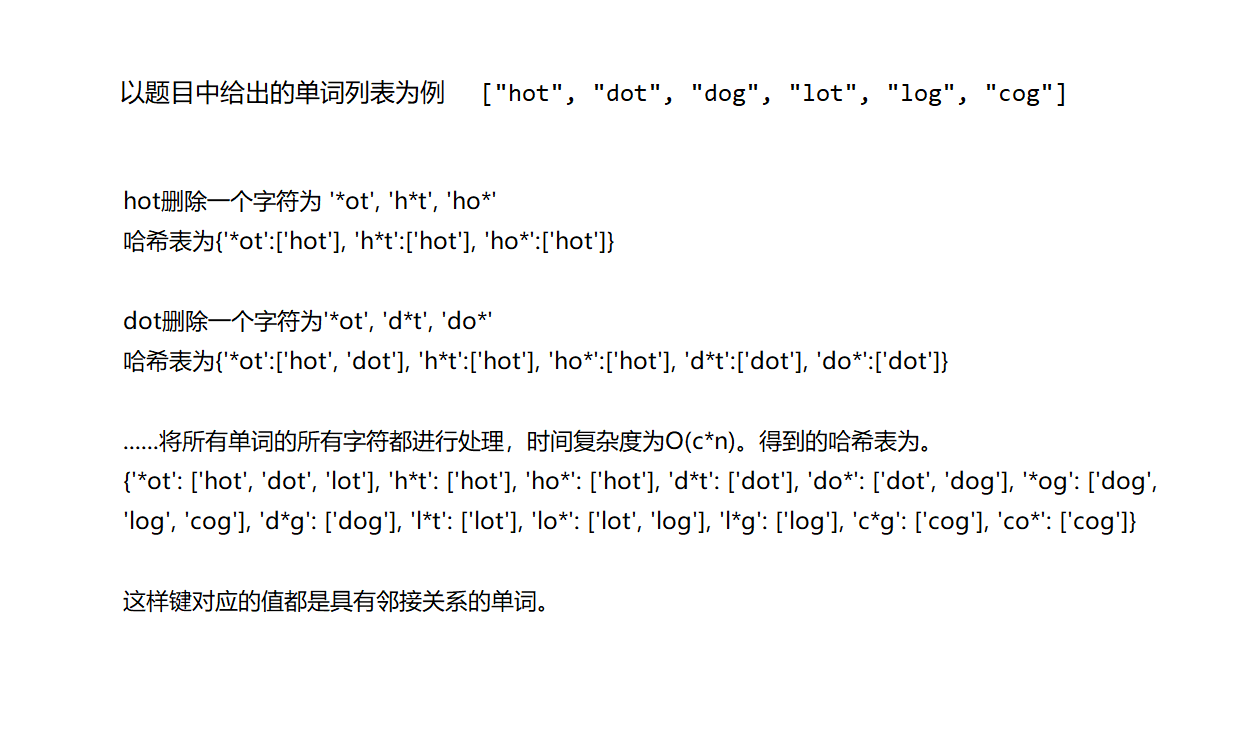 以题目中给出的单词列表为例 ["hot", "dot", "dog", "lot", "log", "cog"]
hot删除一个字符为 '*ot', 'h*t', 'ho*'
哈希表为{'*ot':['hot'], 'h*t':['hot'], 'ho*':['hot']}
dot删除一个字符为'*ot', 'd*t', 'do*'
哈希表为{'*ot':['hot', 'dot'], 'h*t':['hot'], 'ho*':['hot'], 'd*t':['dot'], 'do*':['dot']}
......将所有单词的所有字符都进行处理，时间复杂度为O(c*n)。得到的哈希表为。
{'*ot': ['hot', 'dot', 'lot'], 'h*t': ['hot'], 'ho*': ['hot'], 'd*t': ['dot'], 'do*': ['dot', 'dog'], '*og': ['dog',
'log', 'cog'], 'd*g': ['dog'], 'l*t': ['lot'], 'lo*': ['lot', 'log'], 'l*g': ['log'], 'c*g': ['cog'], 'co*': ['cog']}
这样键对应的值都是具有邻接关系的单词。